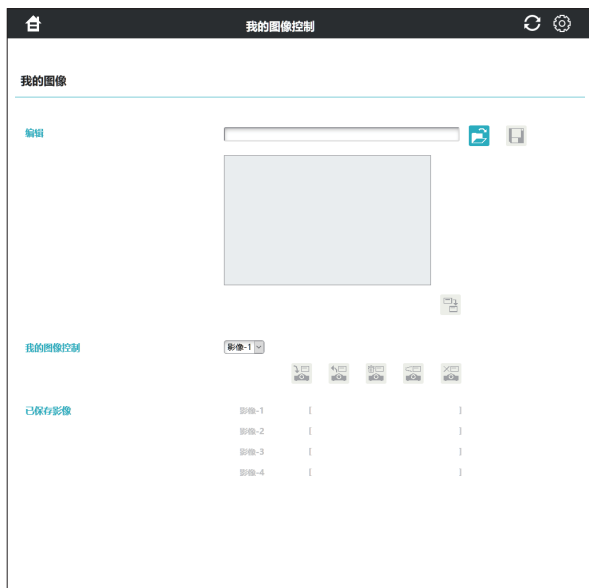 我的图像控制
我的图像
编辑
我的图像控制 影像-1
已保存影像 影像-1 [ ]
影像-2 [ ]
影像-3 [ ]
影像-4 [ ]